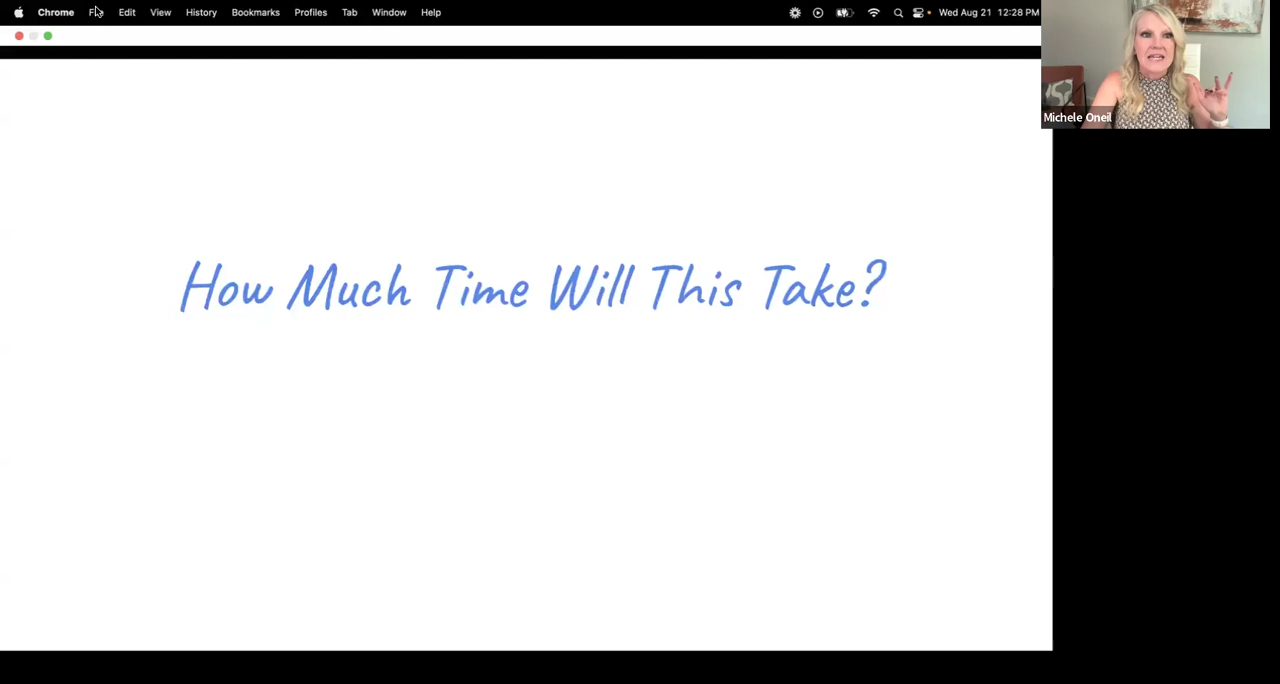 Chrome Edit View History Bookmarks Profiles Tab Window Help Wed Aug 21 12:28 PM
Michele Oneil
How Much Time Will This Take?